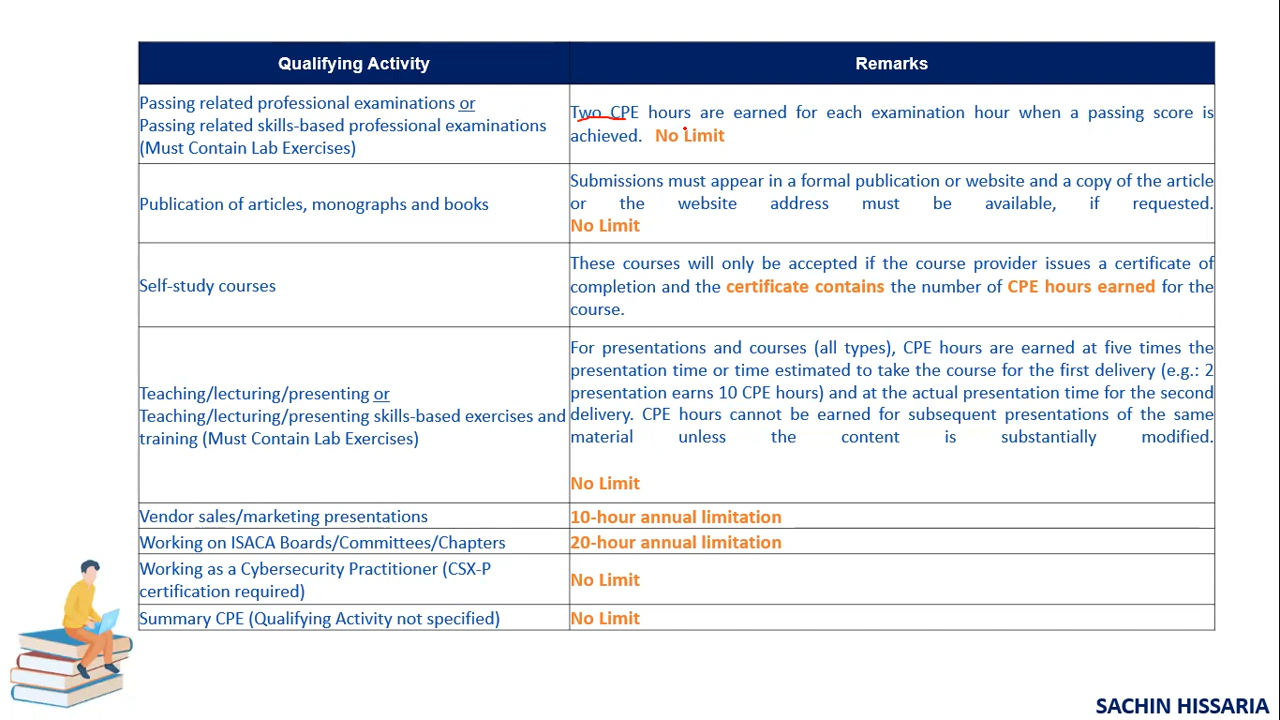 Qualifying Activity
Remarks
Passing related professional examinations or
Passing related skills-based professional examinations
(Must Contain Lab Exercises)
Two CPE hours are earned for each examination hour when a passing score is
achieved. No Limit
Publication of articles, monographs and books
Submissions must appear in a formal publication or website and a copy of the article
or the website address must be available, if requested.
No Limit
Self-study courses
These courses will only be accepted if the course provider issues a certificate of
completion and the certificate contains the number of CPE hours earned for the
course.
Teaching/lecturing/presenting or
Teaching/lecturing/presenting skills-based exercises and
training (Must Contain Lab Exercises)
For presentations and courses (all types), CPE hours are earned at five times the
presentation time or time estimated to take the course for the first delivery (e.g.: 2
presentation earns 10 CPE hours) and at the actual presentation time for the second
delivery. CPE hours cannot be earned for subsequent presentations of the same
material unless the content is substantially modified.
No Limit
Vendor sales/marketing presentations
10-hour annual limitation
Working on ISACA Boards/Committees/Chapters
20-hour annual limitation
Working as a Cybersecurity Practitioner (CSX-P
certification required)
No Limit
Summary CPE (Qualifying Activity not specified)
No Limit
SACHIN HISSARIA